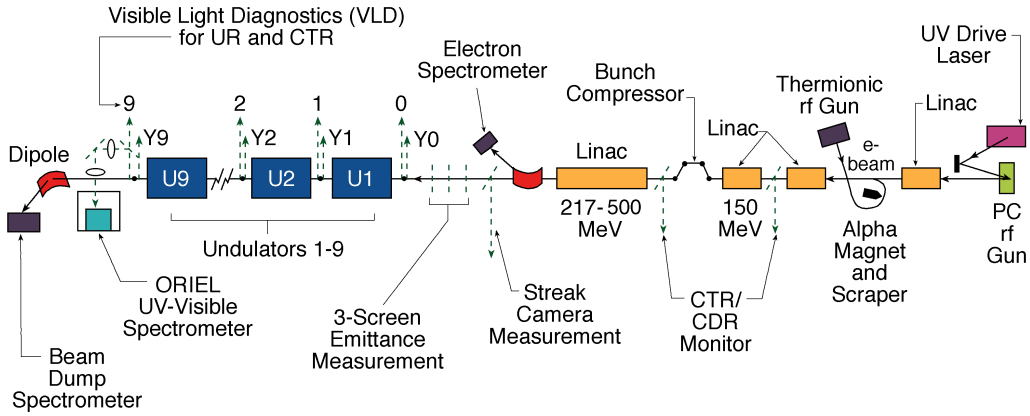 Visible Light Diagnostics (VLD)
for UR and CTR
UV Drive
Laser
Electron
Spectrometer
Bunch
Compressor
Thermionic
rf Gun
Linac
9
2
1
0
Linac
Y9
Y2
Y1
Y0
Dipole
Linac
e-
beam
U9
U2
U1
217-500
MeV
150
MeV
PC
rf
Gun
Undulators 1-9
Alpha
Magnet
and
Scraper
ORIEL
UV-Visible
Spectrometer
3-Screen
Emittance
Measurement
Streak
Camera
Measurement
CTR/
CDR
Monitor
Beam
Dump
Spectrometer